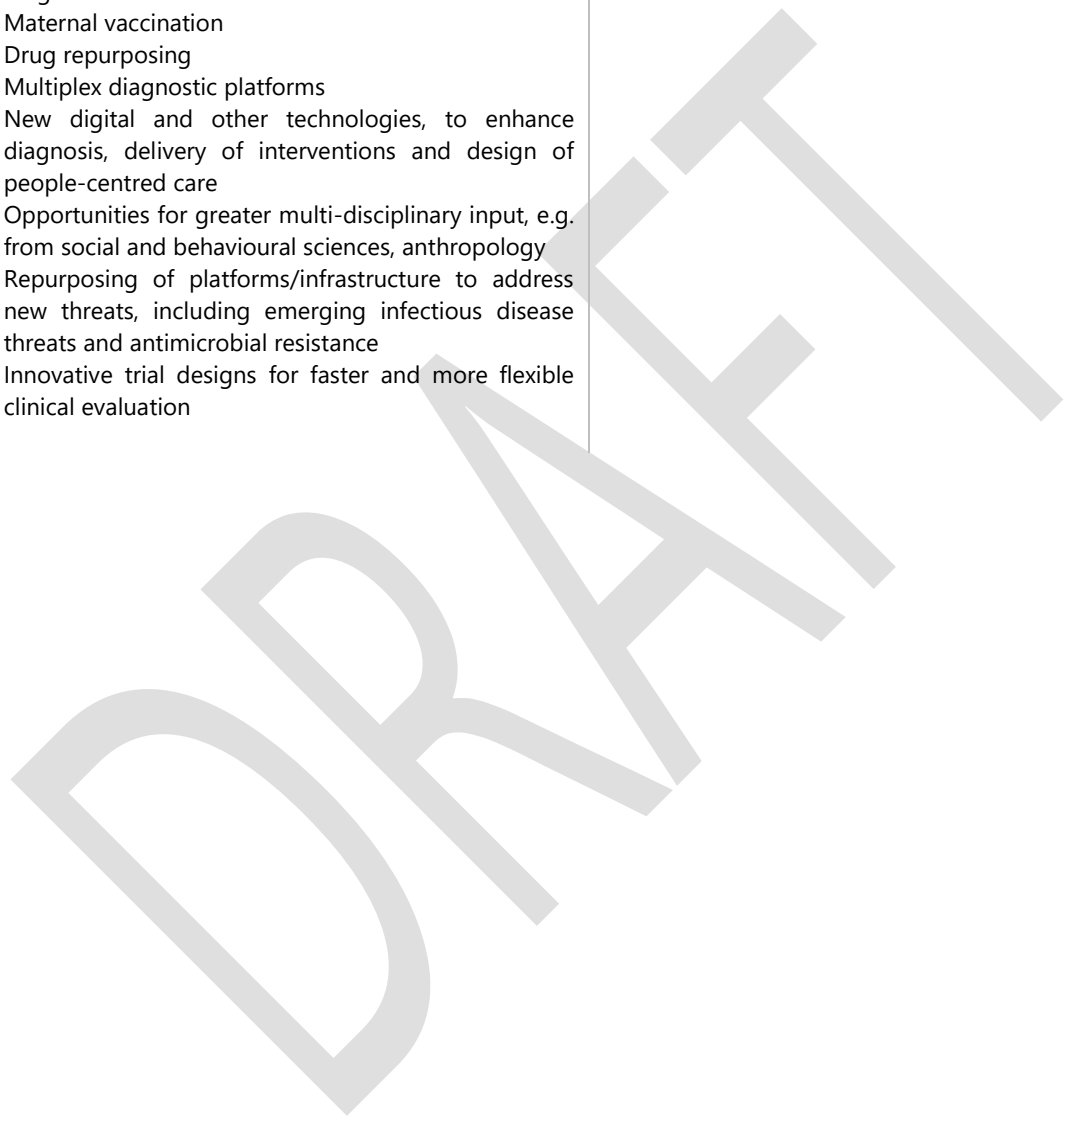 Maternal vaccination
Drug repurposing
Multiplex diagnostic platforms
New digital and other technologies, to enhance
diagnosis, delivery of interventions and design of
people-centred care
Opportunities for greater multi-disciplinary input, e.g.
from social and behavioural sciences, anthropology
Repurposing of platforms/infrastructure to address
new threats, including emerging infectious disease
threats and antimicrobial resistance
Innovative trial designs for faster and more flexible
clinical evaluation
DRAFT